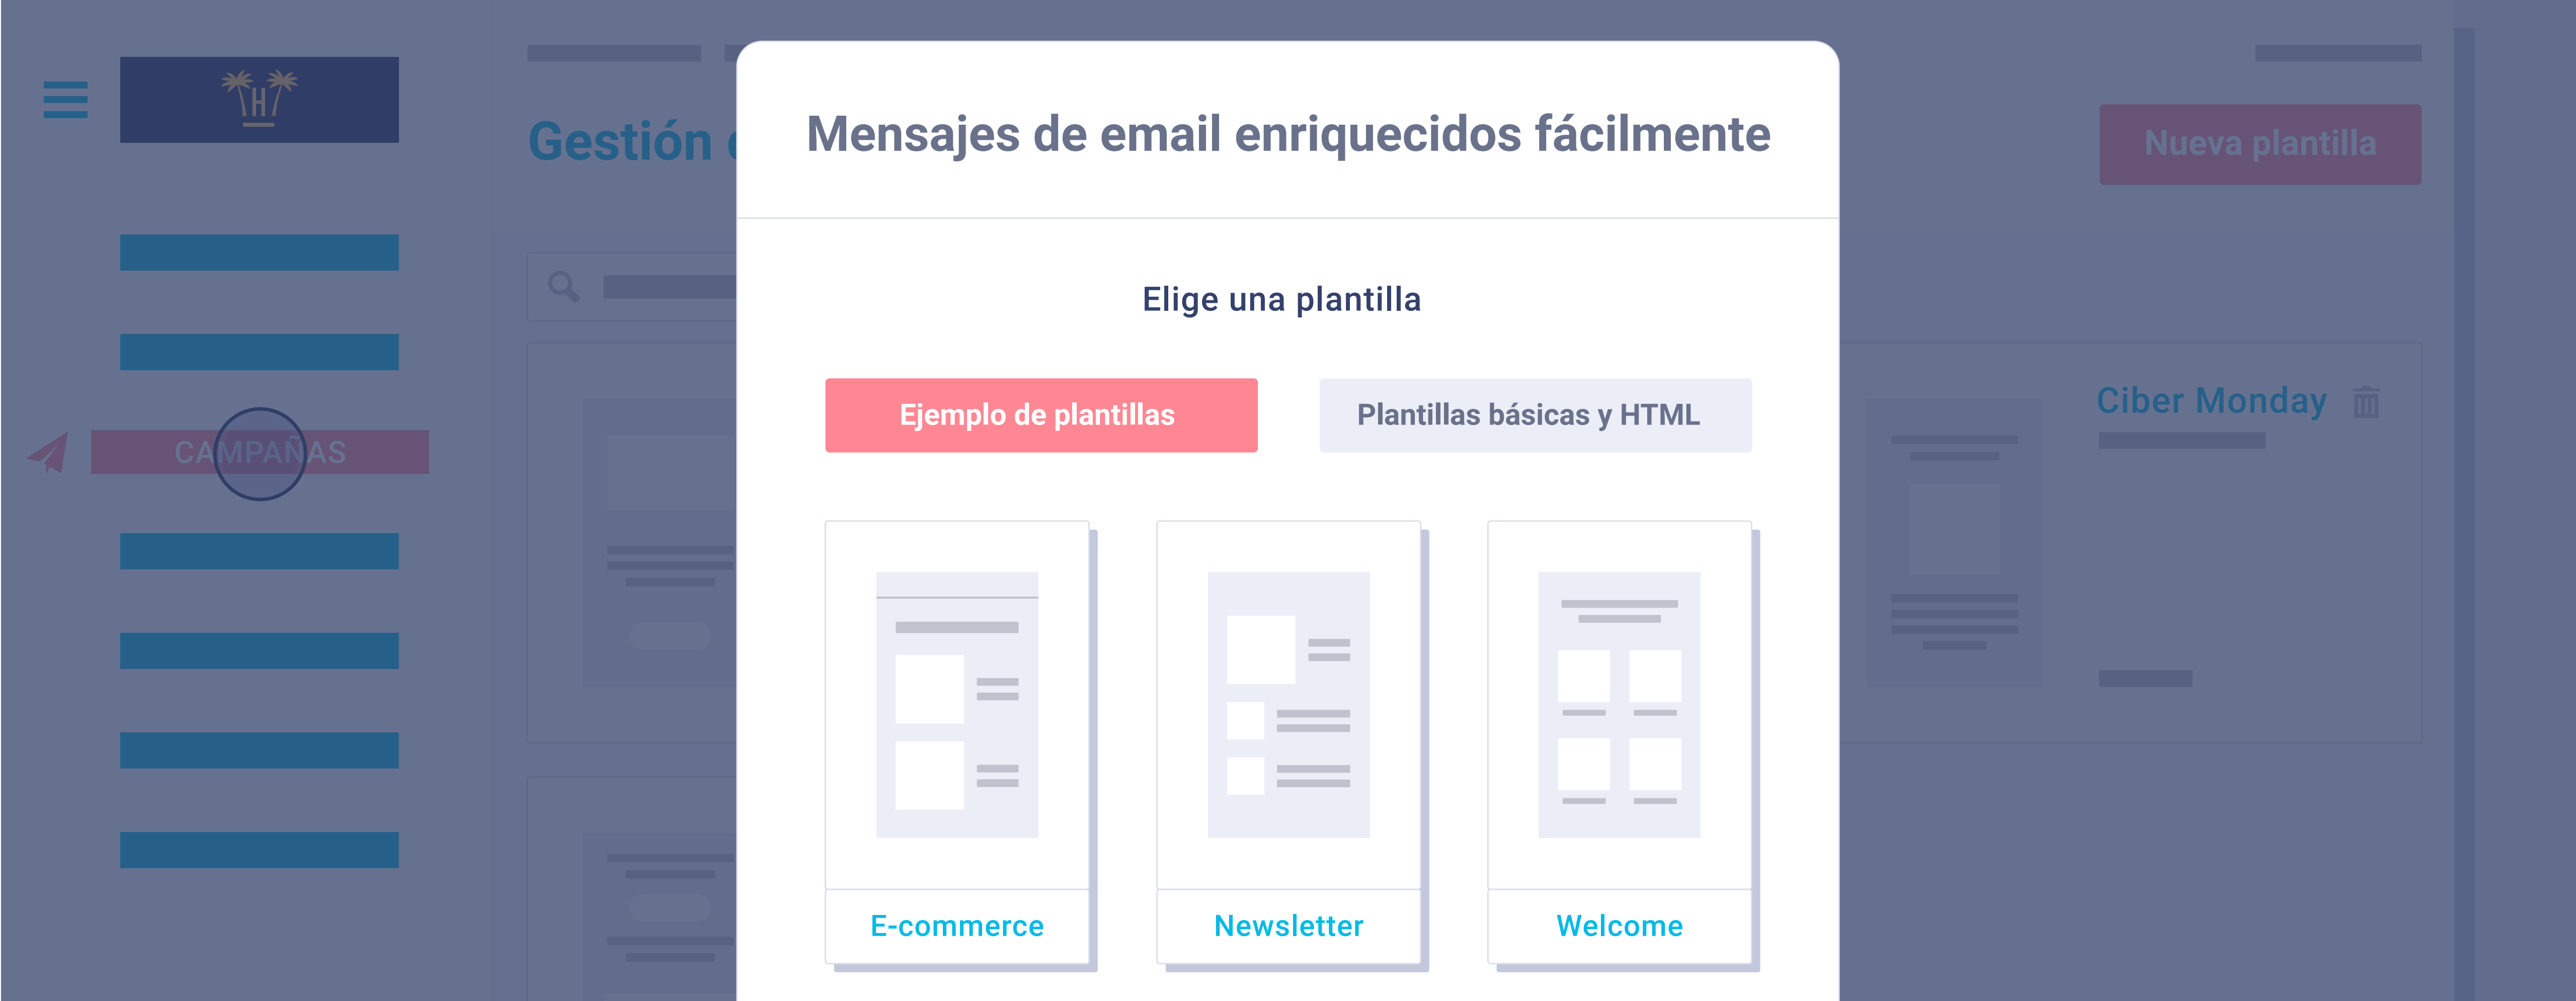 H
Gestión
Nueva plantilla
CAMPAÑAS
Mensajes de email enriquecidos fácilmente
Elige una plantilla
Ejemplo de plantillas
Plantillas básicas y HTML
E-commerce
Newsletter
Welcome
Ciber Monday